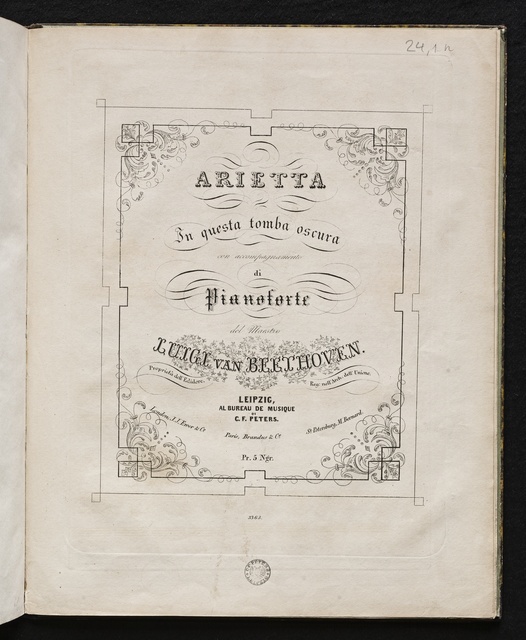 24,1 n
ARIETTA
In questa tomba oscura
con accompagnamento
di
Pianoforte
del Maestro
LUIGI VAN BEETHOVEN.
Proprietà dell'Editore.
Reg. nell'Arch. dell'Unione.
LEIPZIG,
AL BUREAU DE MUSIQUE
DI
C. F. PETERS.
London, J. J. Ewer & Co
Paris, Brandus & Co.
St. Petersburg, M. Bernard.
Pr. 5 Ngr.